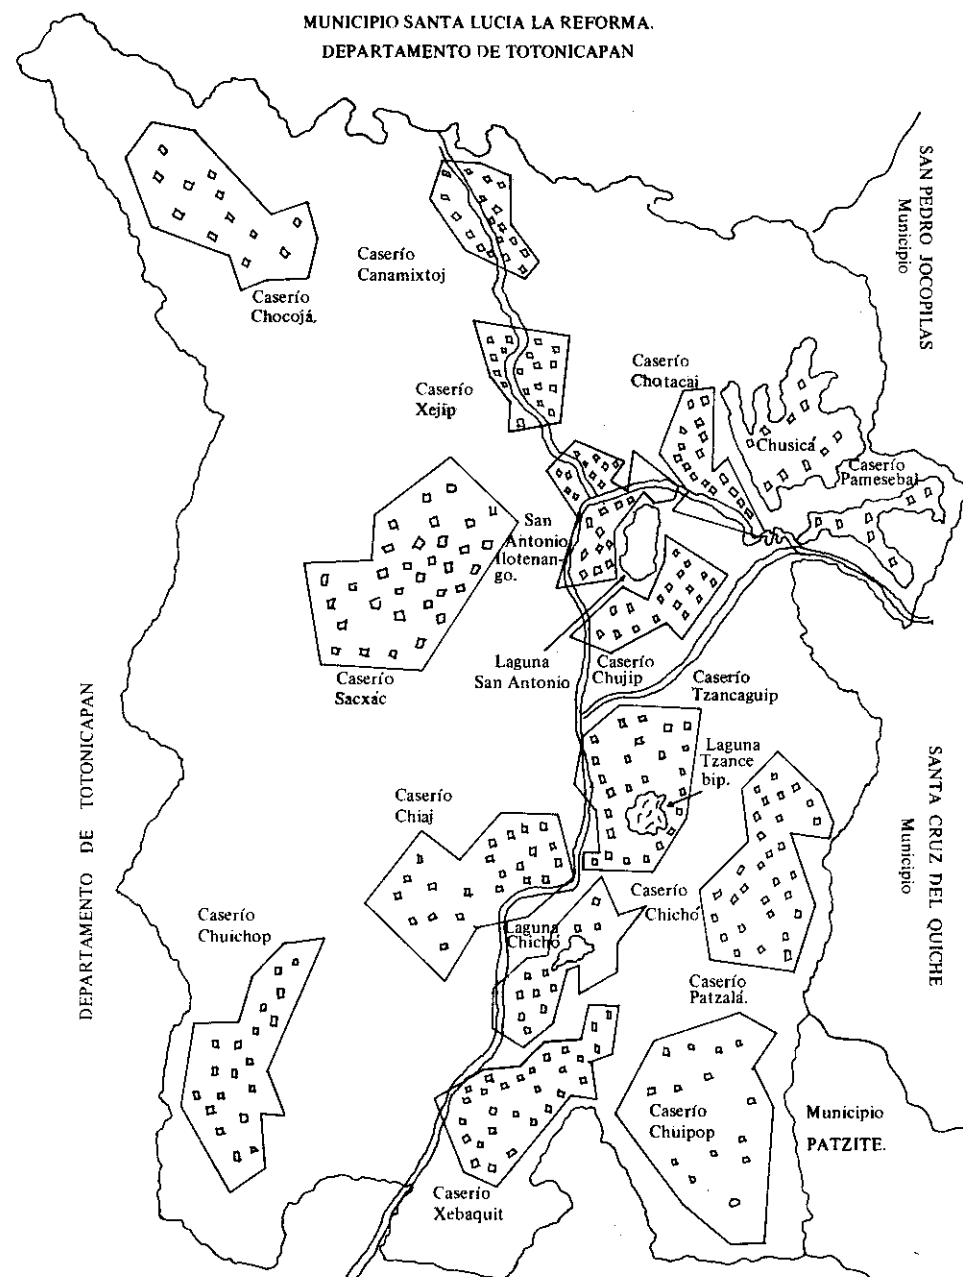 MUNICIPIO SANTA LUCIA LA REFORMA.
DEPARTAMENTO DE TOTONICAPAN
SAN PEDRO JOCOPILAS
Municipio
Caserío
Canamixtoj
Caserío
Chocojá.
Caserío
Xejip
Caserío
Chotacaj
Chusicá
Caserío
Pamesebal
San
Antonio
Ilotenan-
go.
Laguna
San Antonio
Caserío
Chujip
Caserío
Sacxác
Caserío
Tzancaguip
Laguna
Tzance
bip.
DEPARTAMENTO DE TOTONICAPAN
SANTA CRUZ DEL QUICHE
Municipio
Caserío
Chiaj
Caserío
Chichó
Laguna
Chichó
Caserío
Chuichop
Caserío
Patzalá.
Caserío
Chuipop
Municipio
PATZITE.
Caserío
Xebaquit